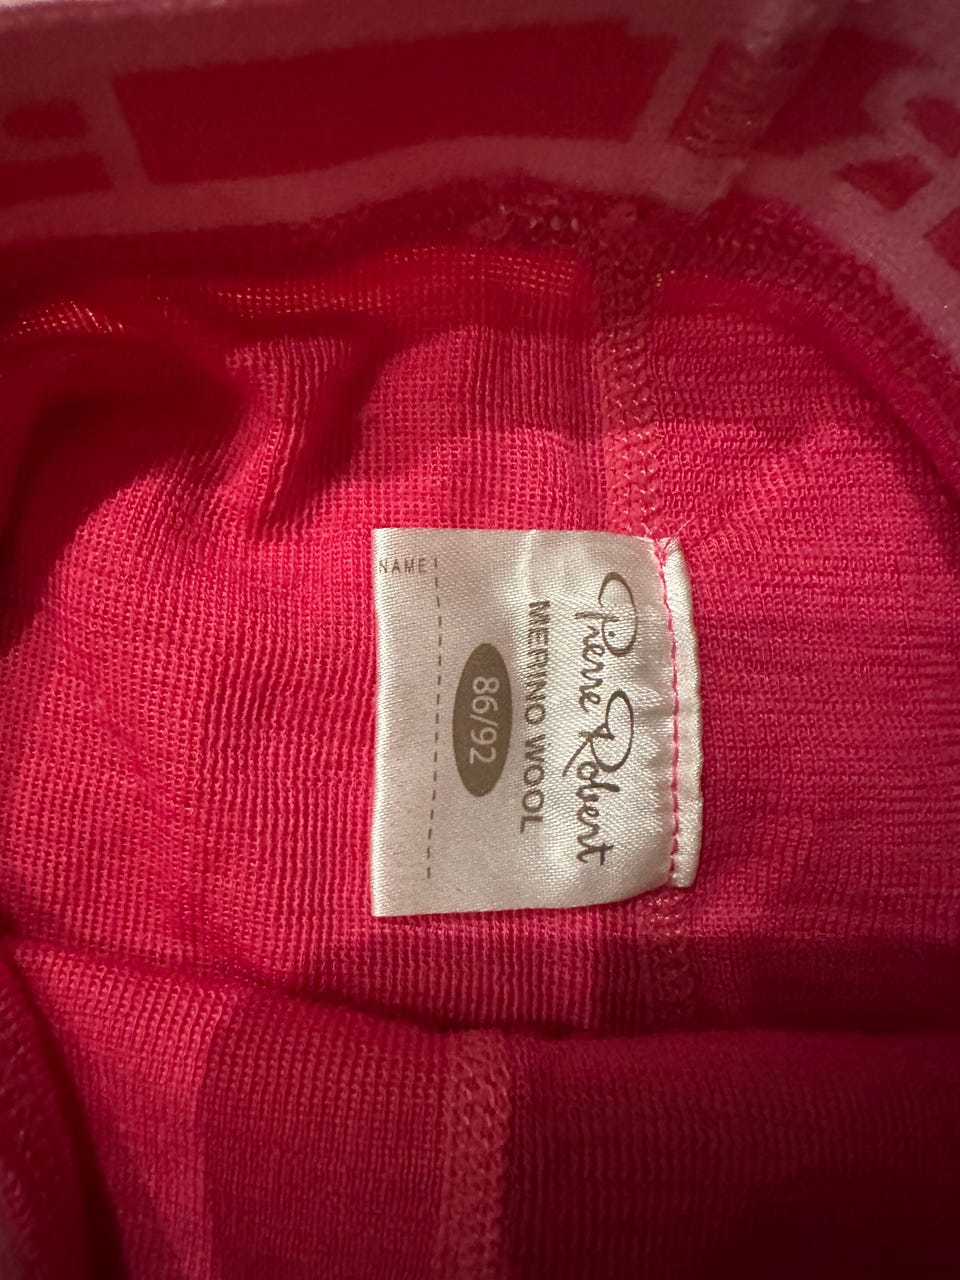 Pierre Robert
MERINO WOOL
86/92
NAME